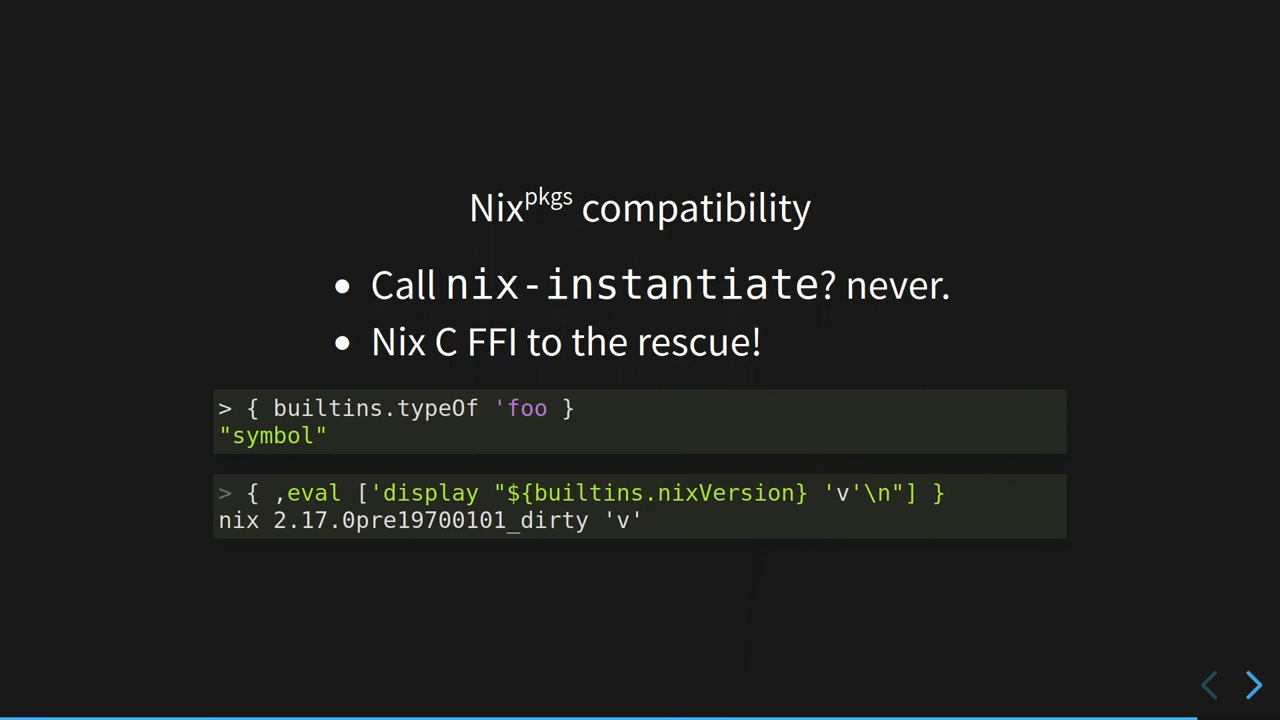 Nixpkgs compatibility
Call nix-instantiate? never.
Nix C FFI to the rescue!
> { builtins.typeOf 'foo }
"symbol"
> { ,eval ['display "${builtins.nixVersion} 'v'\n"] }
nix 2.17.0pre19700101_dirty 'v'